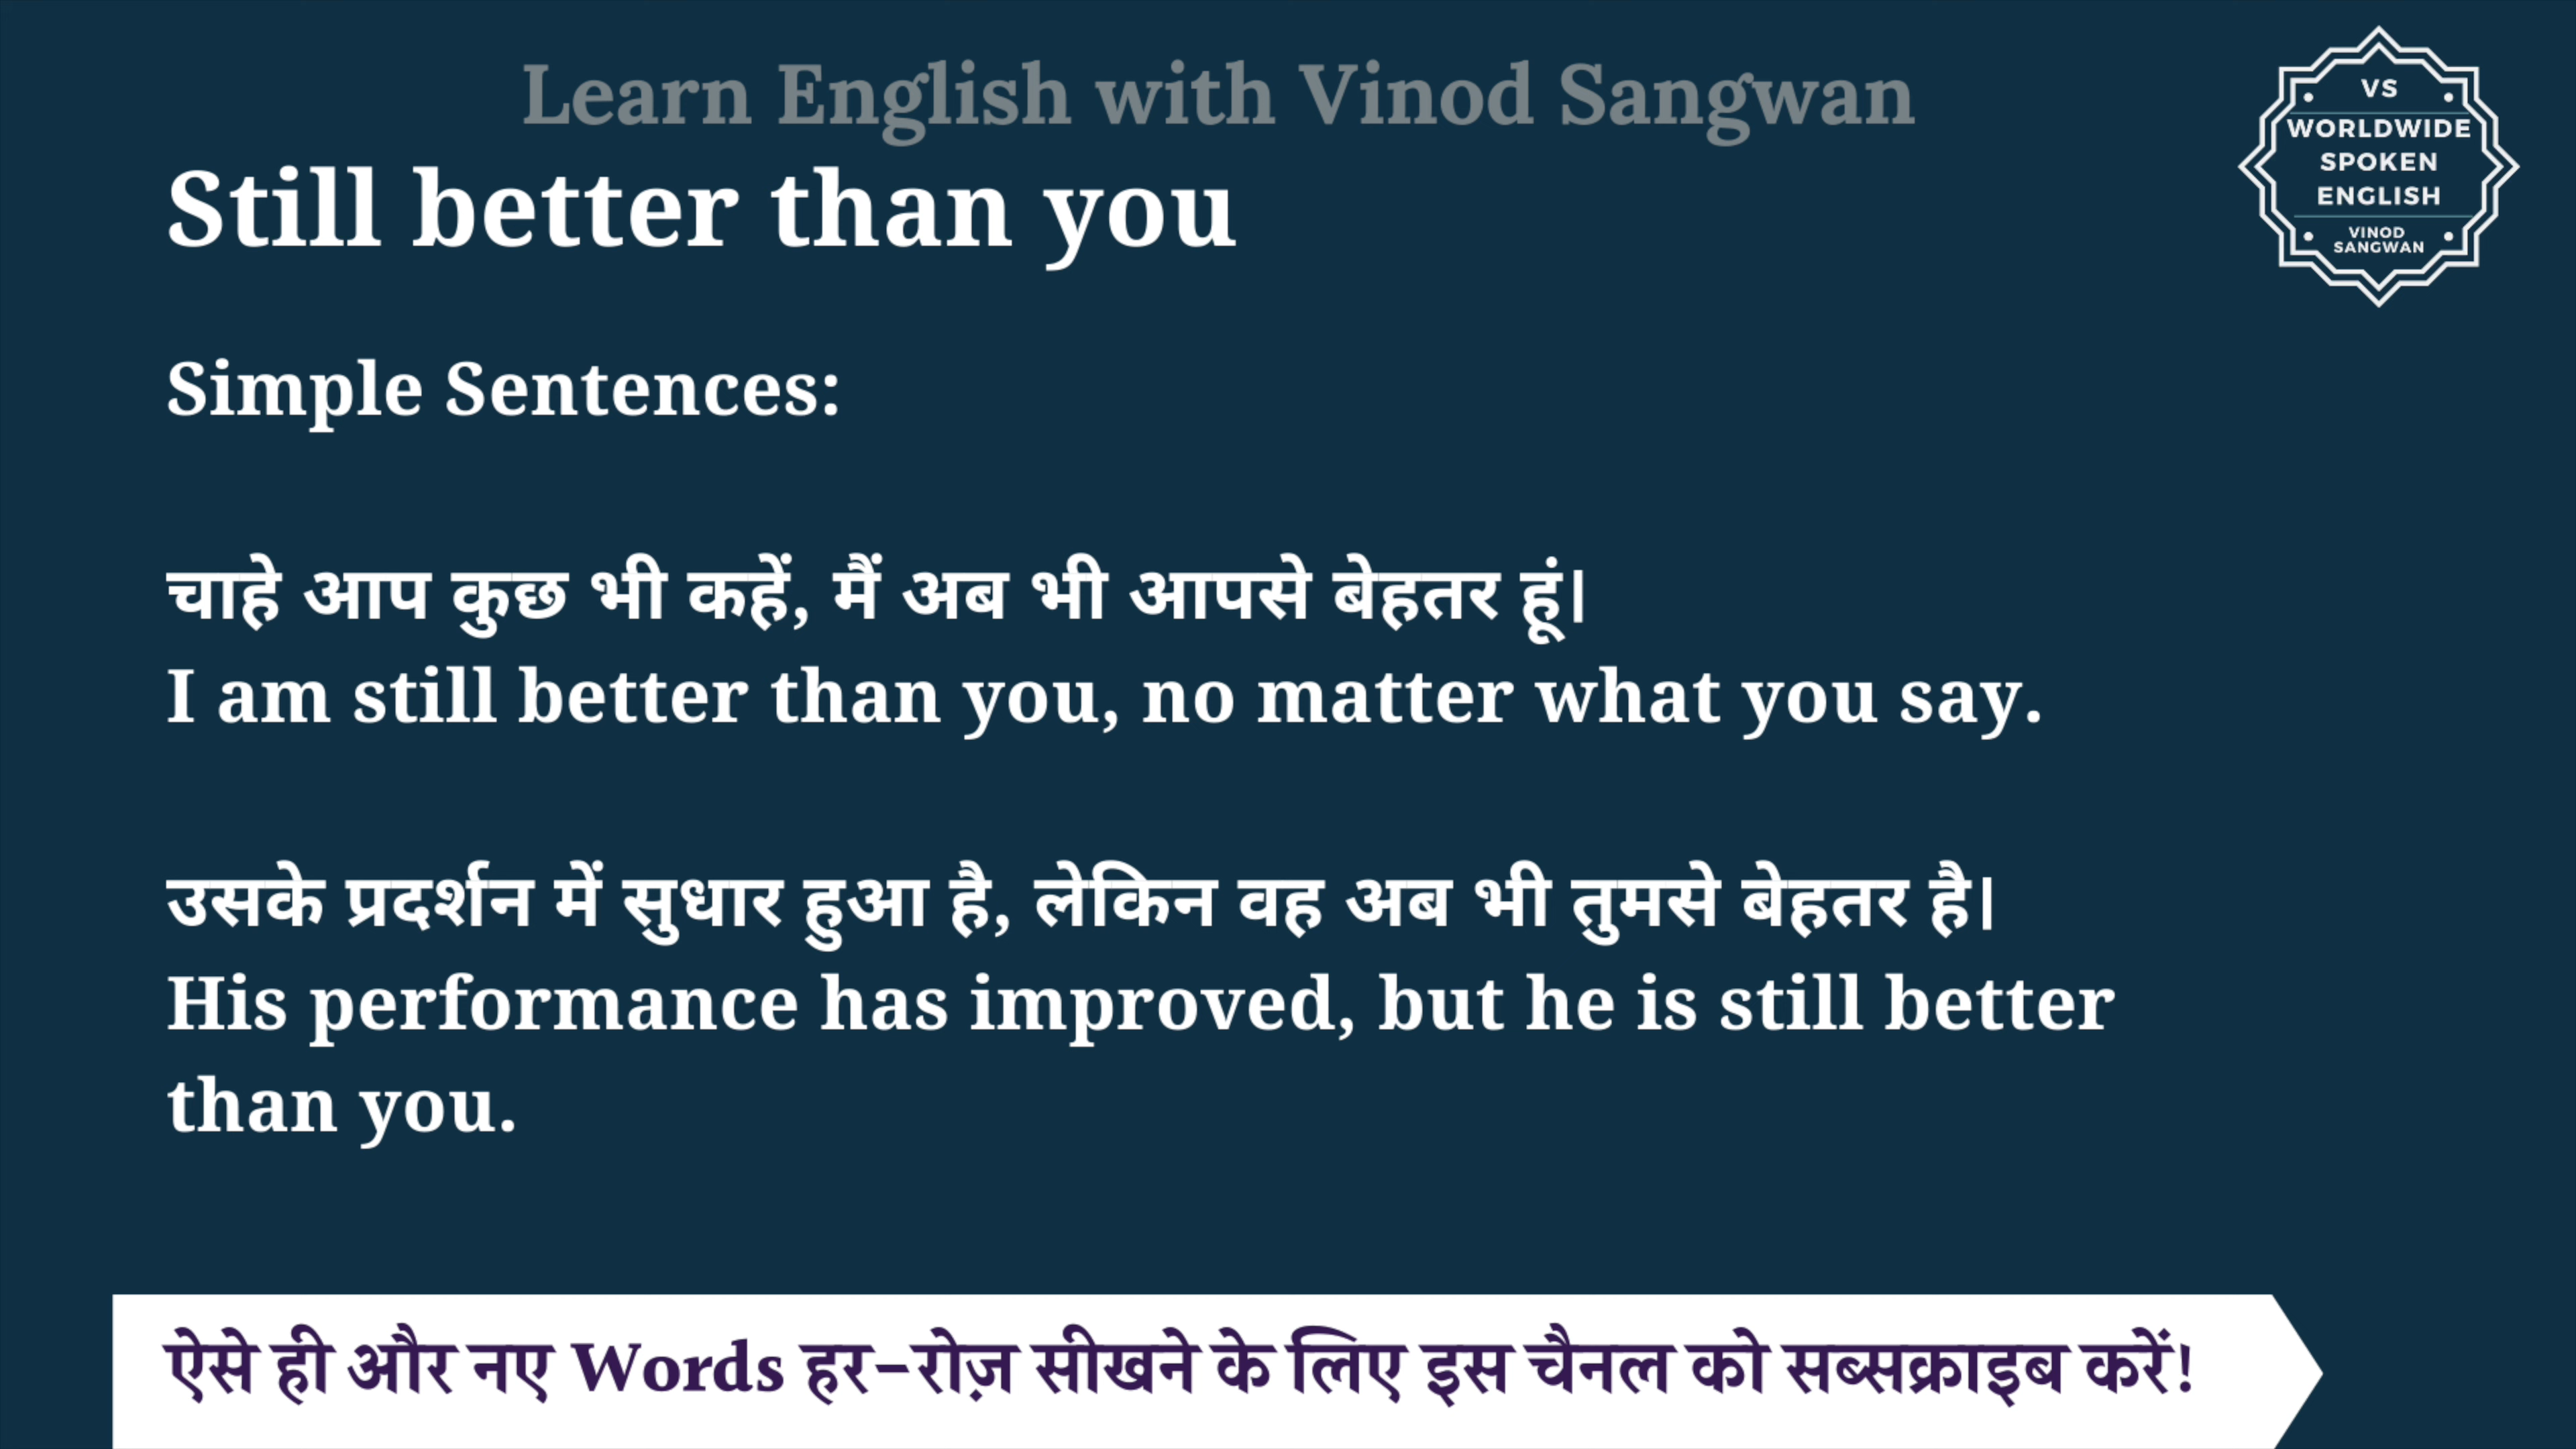 Learn English with Vinod Sangwan
VS
WORLDWIDE
SPOKEN
ENGLISH
VINOD
SANGWAN
Still better than you
Simple Sentences:
चाहे आप कुछ भी कहें, मैं अब भी आपसे बेहतर हूं।
I am still better than you, no matter what you say.
उसके प्रदर्शन में सुधार हुआ है, लेकिन वह अब भी तुमसे बेहतर है।
His performance has improved, but he is still better
than you.
ऐसे ही और नए Words हर-रोज़ सीखने के लिए इस चैनल को सब्सक्राइब करें!